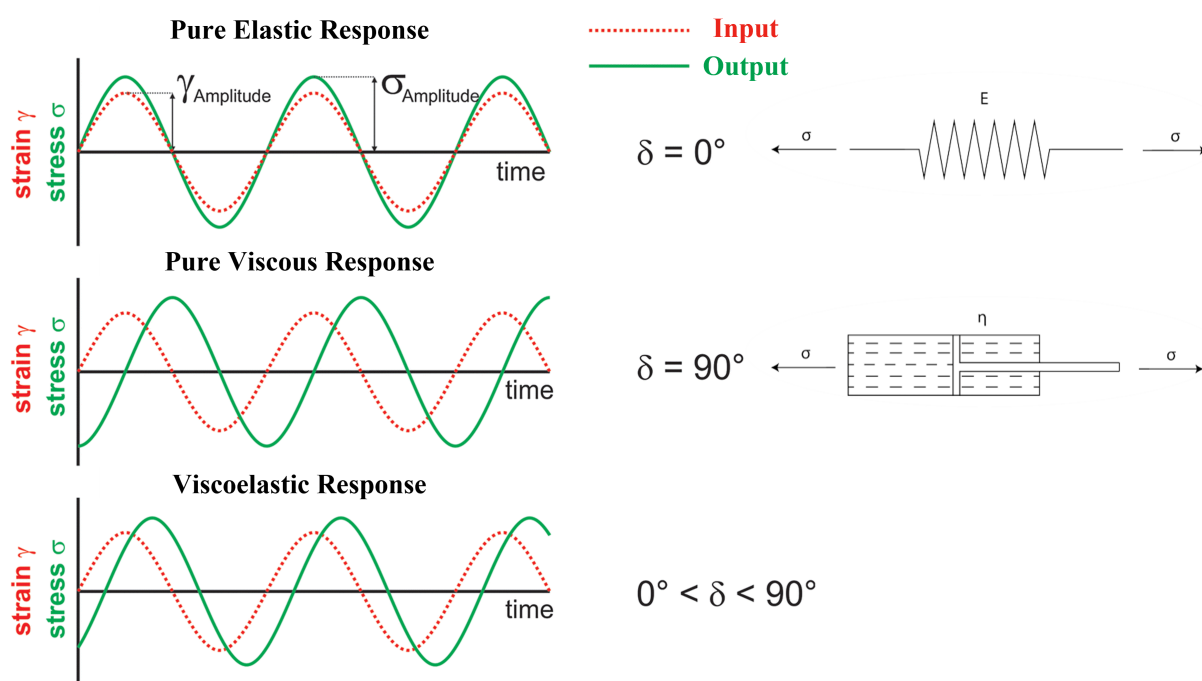 Pure Elastic Response
Input
Output
γAmplitude
σAmplitude
strain γ
stress σ
time
δ = 0°
E
σ
σ
Pure Viscous Response
strain γ
stress σ
time
δ = 90°
η
σ
σ
Viscoelastic Response
strain γ
stress σ
time
0° < δ < 90°